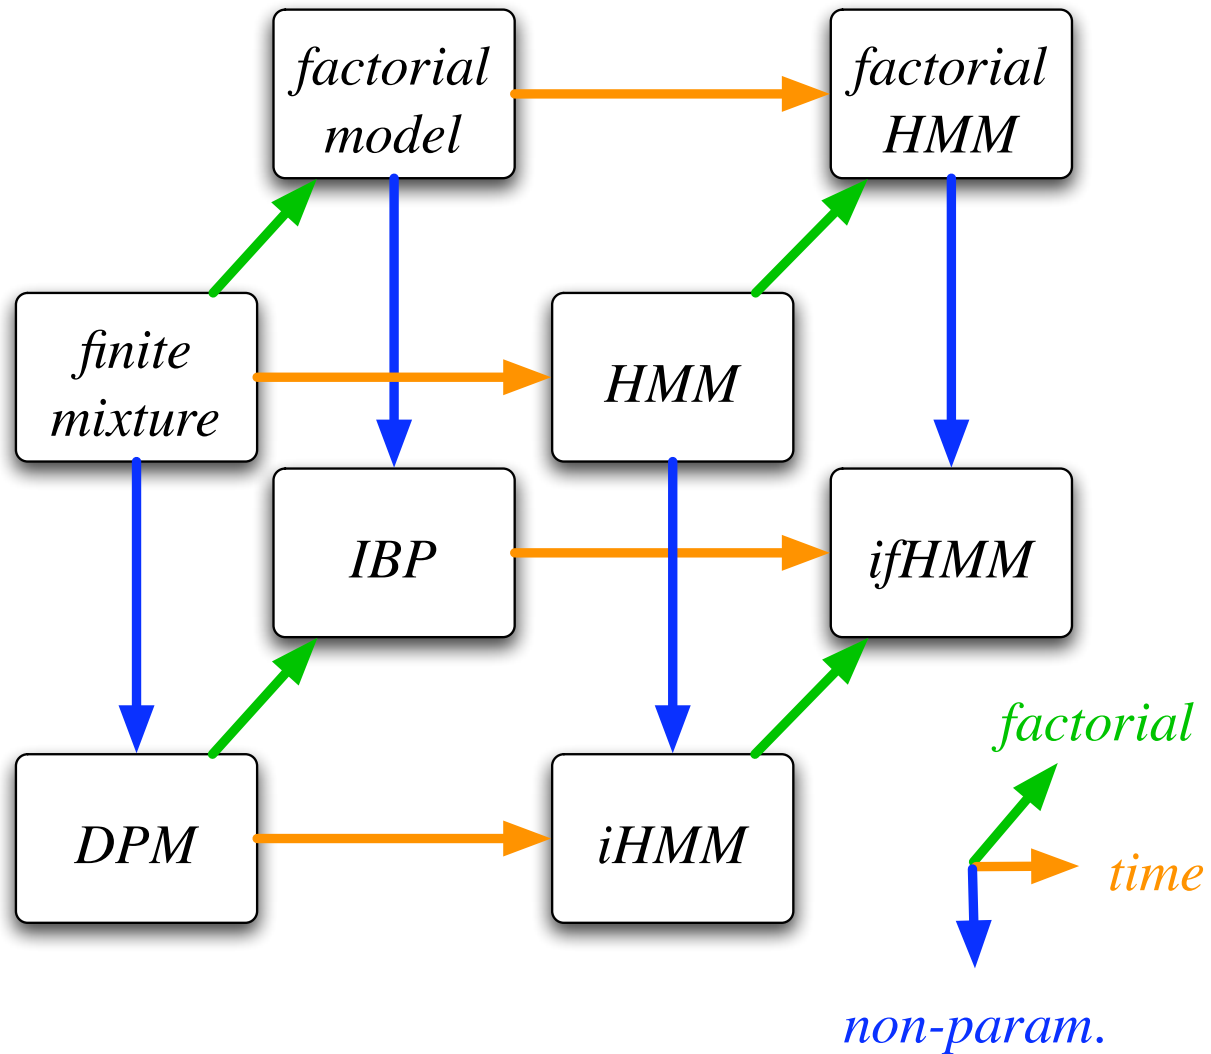 factorial
model
factorial
HMM
finite
mixture
HMM
IBP
ifHMM
DPM
iHMM
factorial
time
non-param.